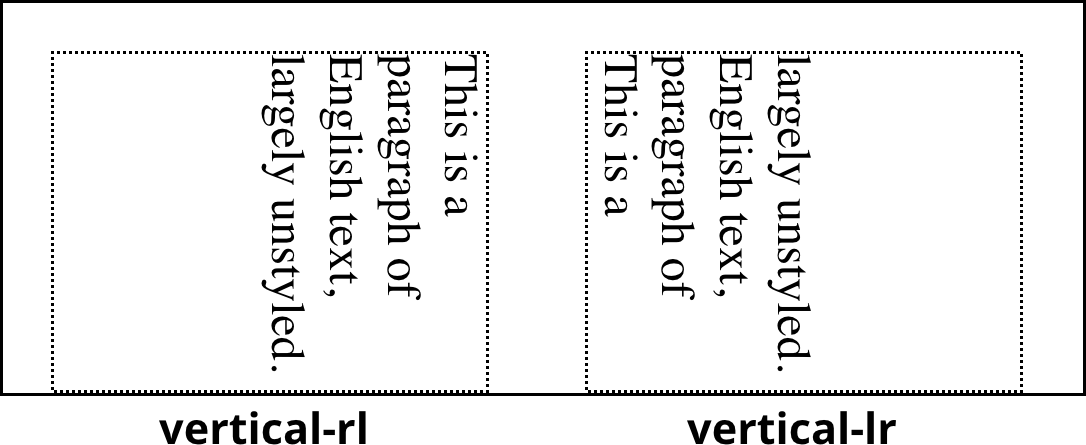 This is a
paragraph of
English text,
largely unstyled.
vertical-rl
This is a
paragraph of
English text,
largely unstyled.
vertical-lr